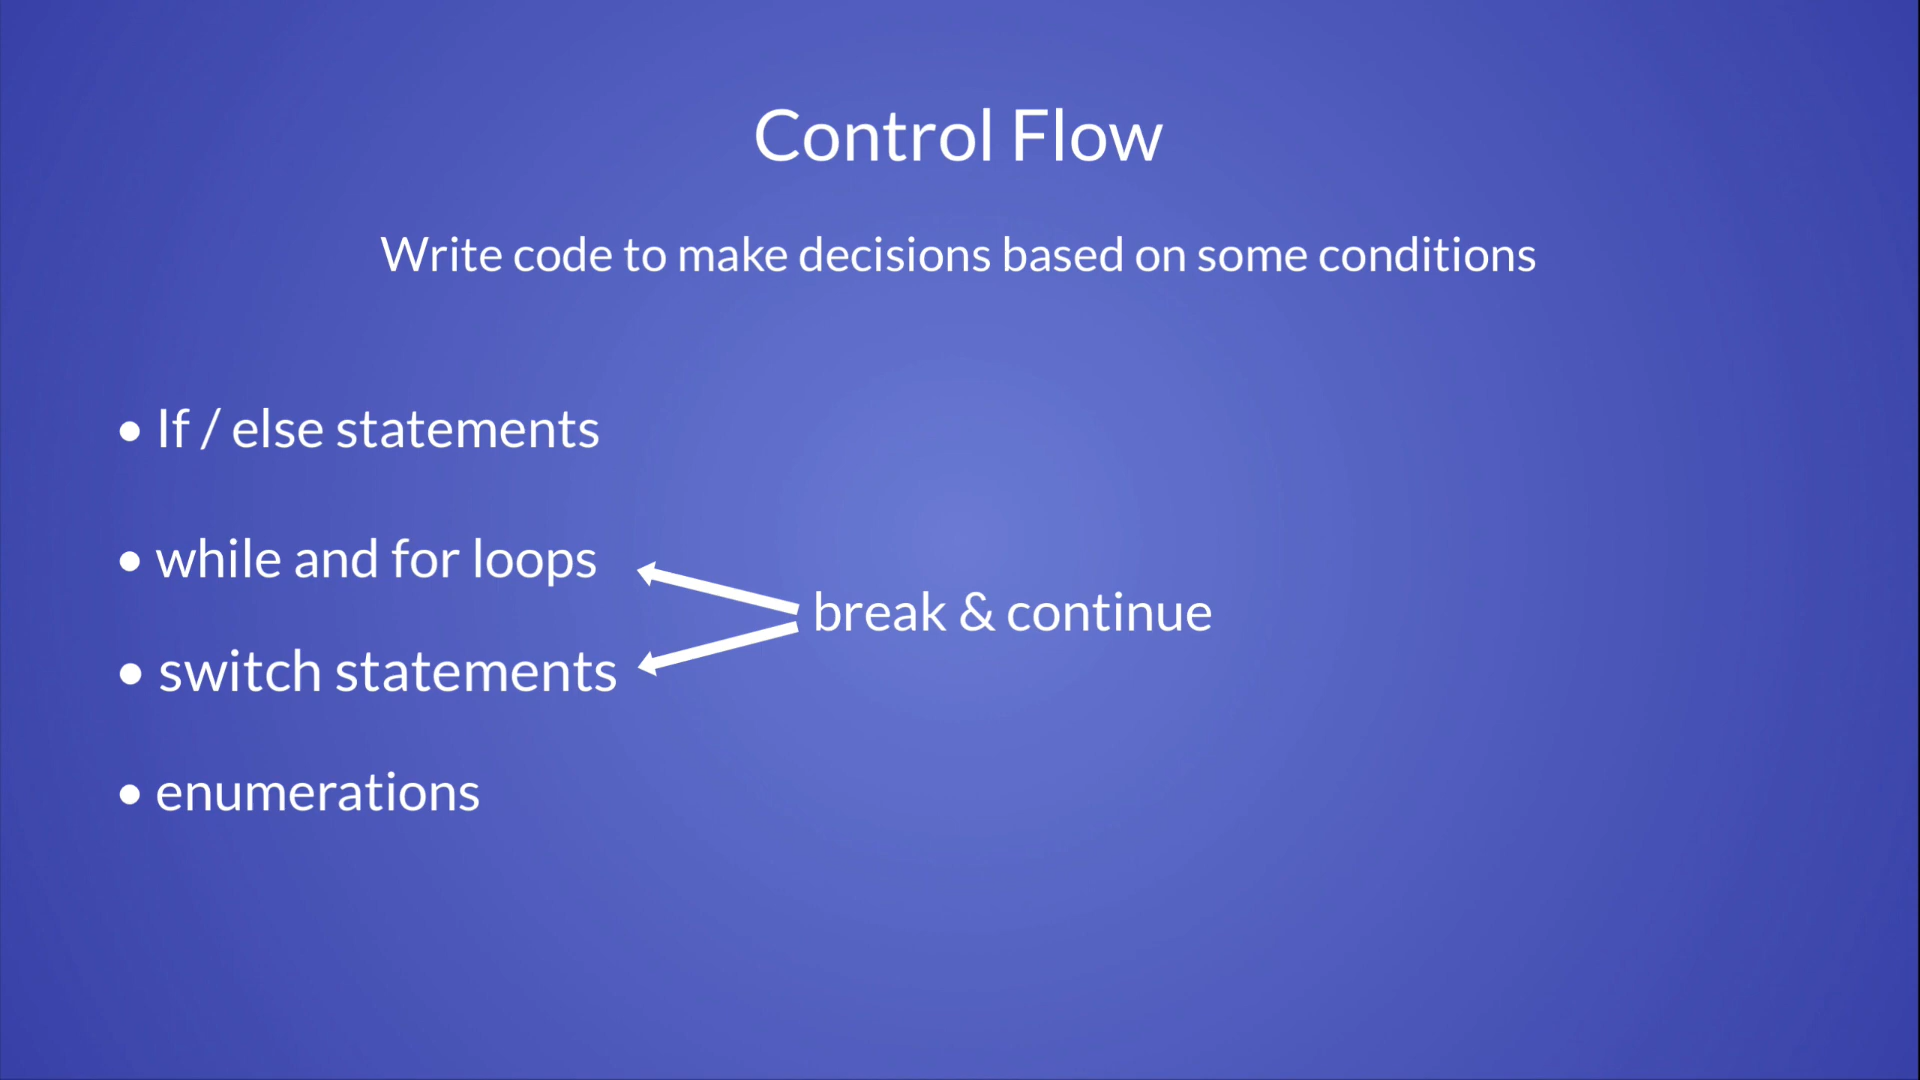 Control Flow
Write code to make decisions based on some conditions
• If / else statements
• while and for loops
break & continue
• switch statements
• enumerations